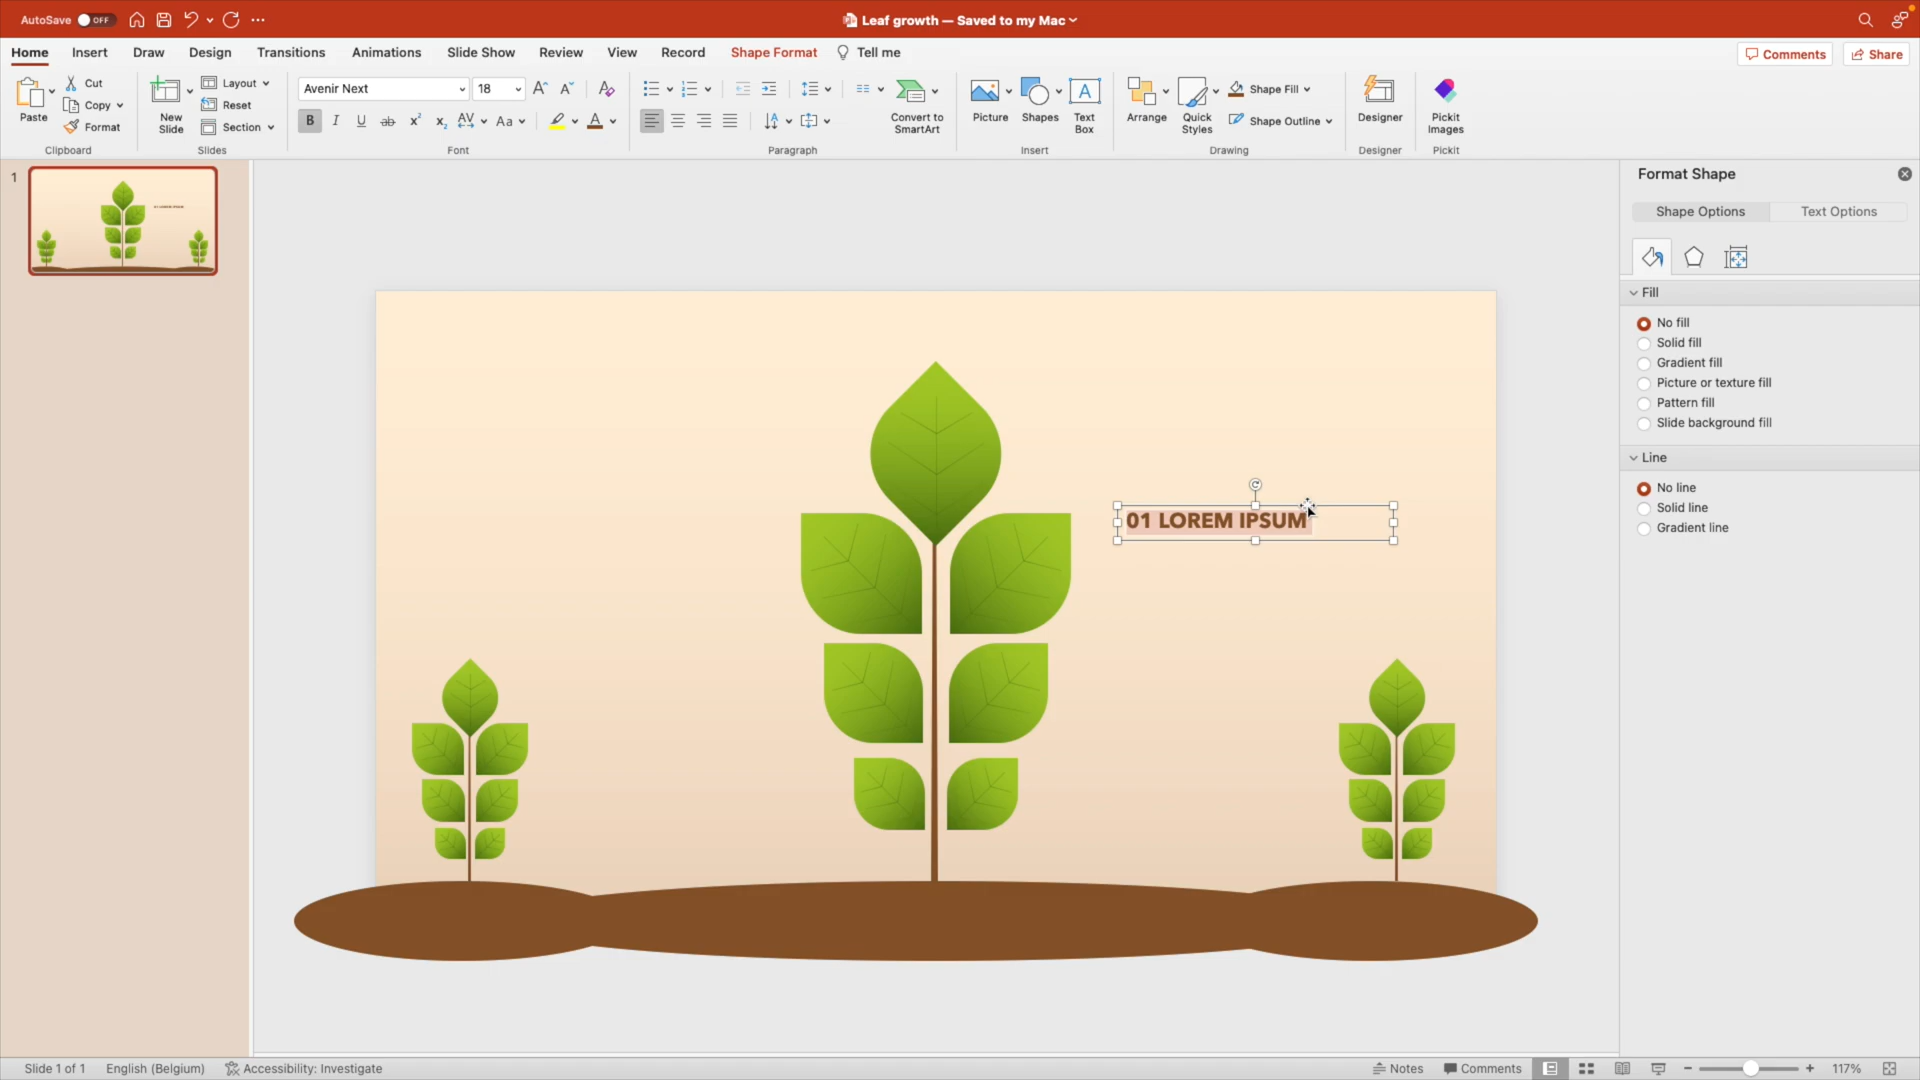 AutoSave OFF
Leaf growth — Saved to my Mac
Home Insert Draw Design Transitions Animations Slide Show Review View Record Shape Format Tell me
Comments Share
Paste
Cut
Copy
Format
Clipboard
New Slide
Layout
Reset
Section
Slides
Avenir Next 18
Font
Paragraph
Convert to SmartArt
Picture Shapes Text Box
Insert
Arrange Quick Styles
Shape Fill
Shape Outline
Drawing
Designer
Designer
Pickit Images
Pickit
1
01 LOREM IPSUM
01 LOREM IPSUM
Format Shape
Shape Options Text Options
Fill
No fill
Solid fill
Gradient fill
Picture or texture fill
Pattern fill
Slide background fill
Line
No line
Solid line
Gradient line
Slide 1 of 1 English (Belgium) Accessibility: Investigate
Notes Comments 117%